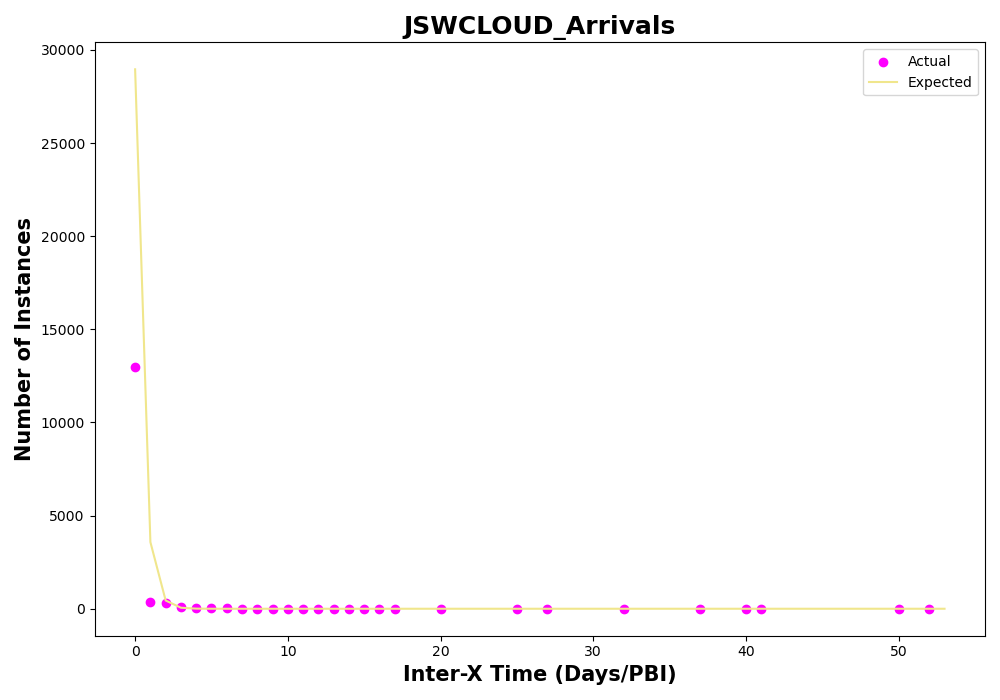 JSWCLOUD_Arrivals
Actual
Expected
Number of Instances
30000
25000
20000
15000
10000
5000
0
0 10 20 30 40 50
Inter-X Time (Days/PBI)